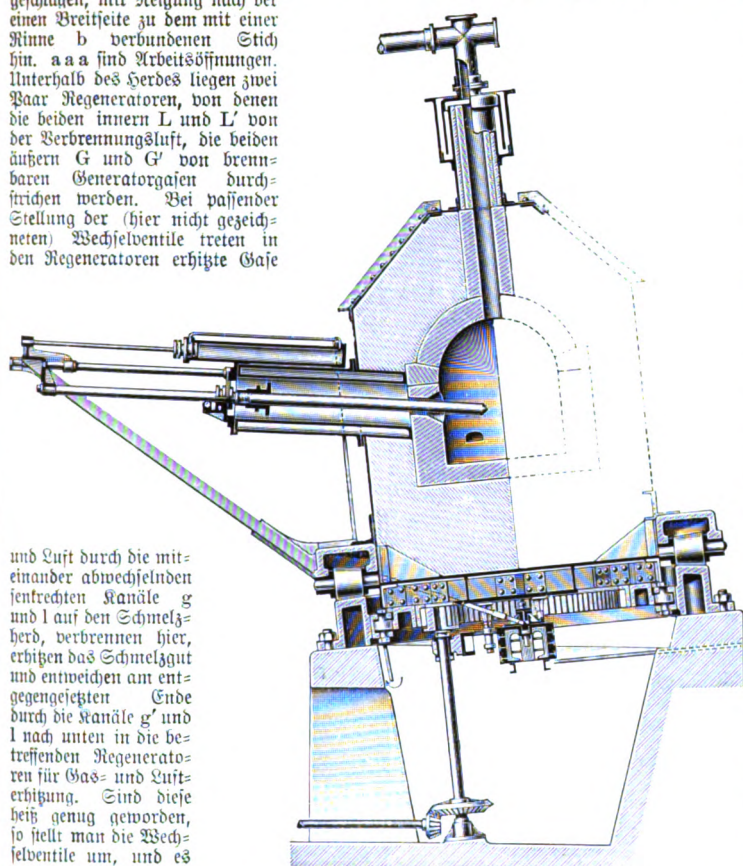 geschlagen, mit Neigung nach der
einen Breitseite zu dem mit einer
Rinne b verbundenen Stich
hin. a a a sind Arbeitsöffnungen.
Unterhalb des Herdes liegen zwei
Paar Regeneratoren, von denen
die beiden innern L und L′ von
der Verbrennungsluft, die beiden
äußern G und G′ von brenn=
baren Generatorgasen durch=
strichen werden. Bei passender
Stellung der (hier nicht gezeich=
neten) Wechselventile treten in
den Regeneratoren erhitzte Gase
und Luft durch die mit=
einander abwechselnden
senkrechten Kanäle g
und l auf den Schmelz=
herd, verbrennen hier,
erhitzen das Schmelzgut
und entweichen am ent=
gegengesetzten Ende
durch die Kanäle g′ und
l nach unten in die be=
treffenden Regenerato=
ren für Gas= und Luft=
erhitzung. Sind diese
heiß genug geworden,
so stellt man die Wech=
selventile um, und es